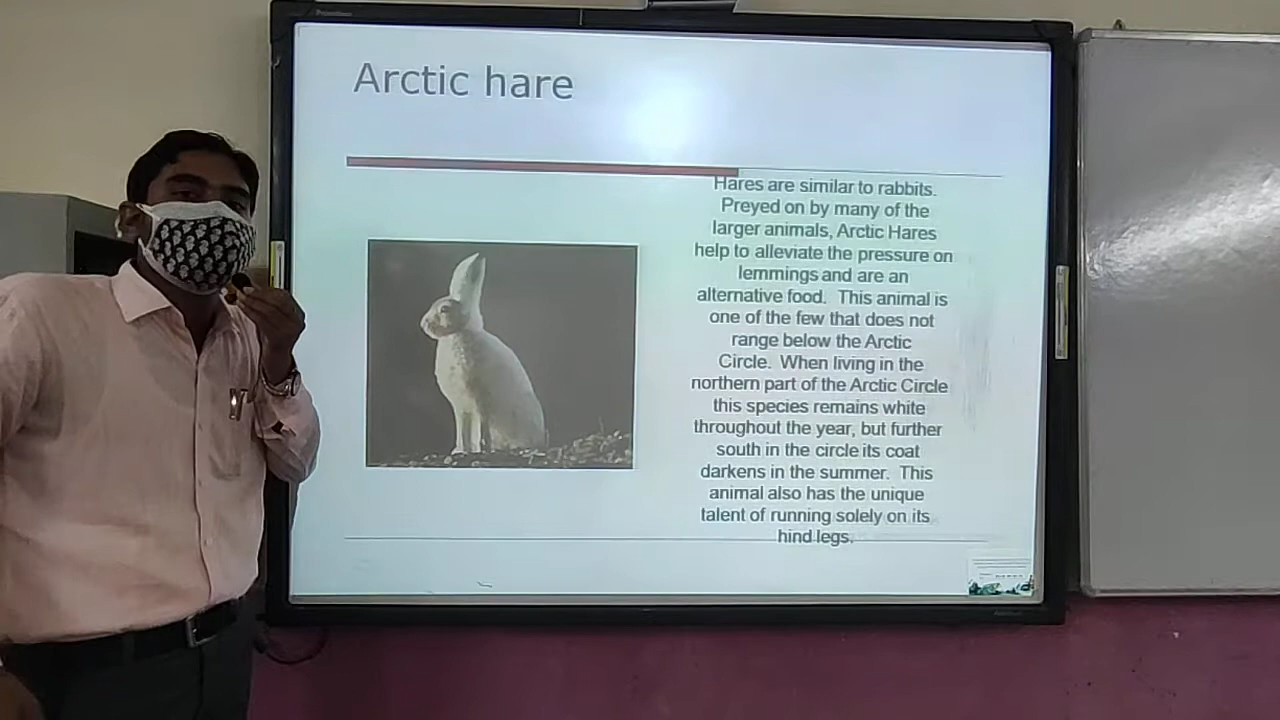 Arctic hare
Hares are similar to rabbits.
Preyed on by many of the
larger animals, Arctic Hares
help to alleviate the pressure on
lemmings and are an
alternative food.  This animal is
one of the few that does not
range below the Arctic
Circle.  When living in the
northern part of the Arctic Circle
this species remains white
throughout the year, but further
south in the circle its coat
darkens in the summer.  This
animal also has the unique
talent of running solely on its
hind legs.